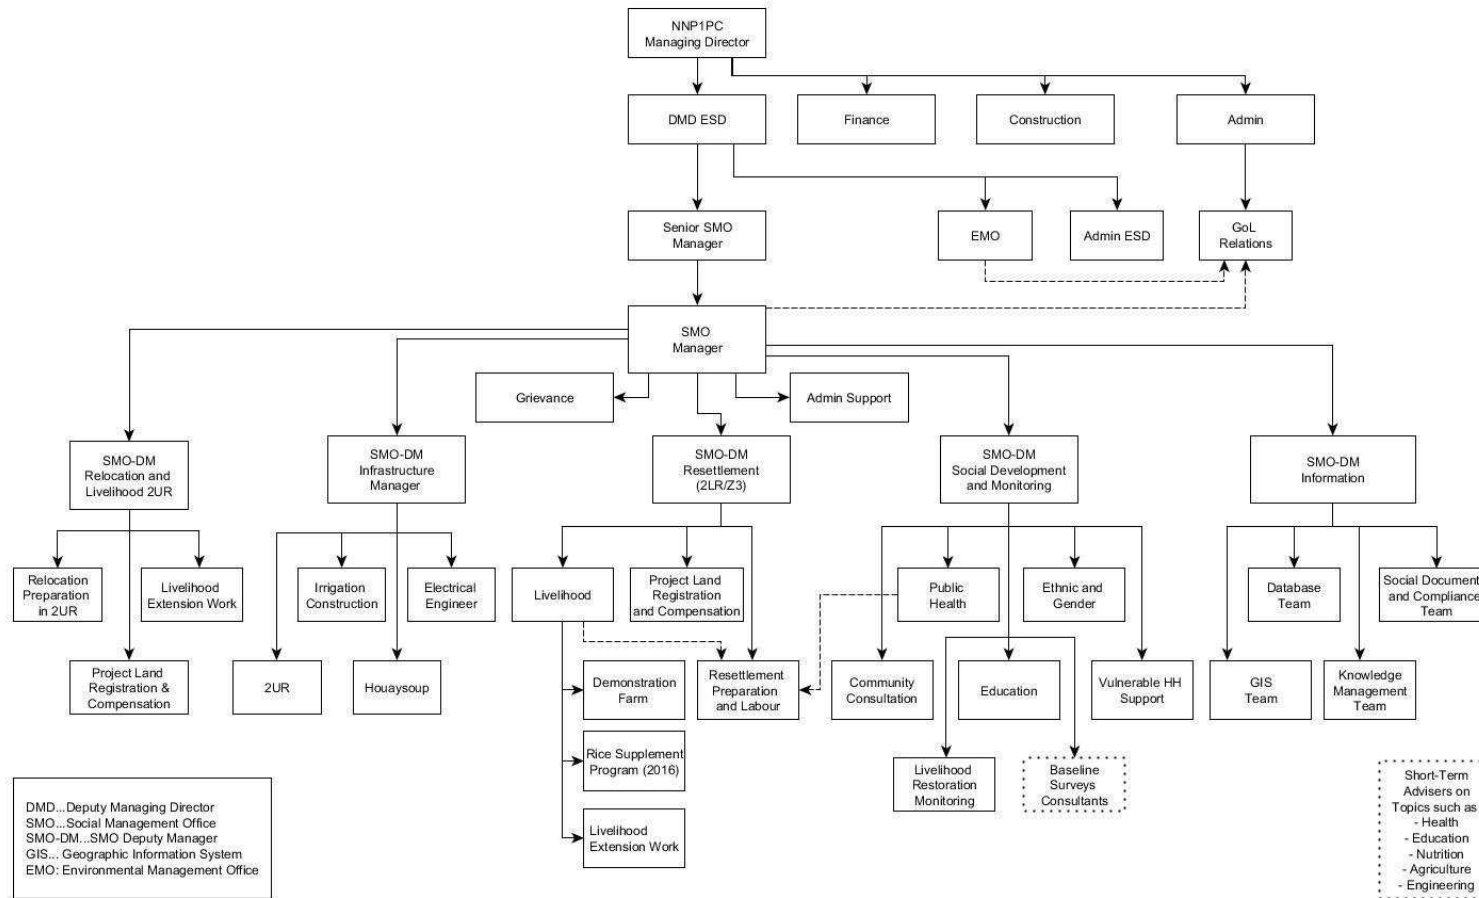 NNP1PC
Managing Director
DMD ESD
Finance
Construction
Admin
Senior SMO
Manager
EMO
Admin ESD
GoL
Relations
SMO
Manager
Grievance
Admin Support
SMO-DM
Relocation and
Livelihood 2UR
SMO-DM
Infrastructure
Manager
SMO-DM
Resettlement
(2LR/Z3)
SMO-DM
Social Development
and Monitoring
SMO-DM
Information
Relocation
Preparation
in 2UR
Livelihood
Extension Work
Irrigation
Construction
Electrical
Engineer
Livelihood
Project Land
Registration
and Compensation
Public
Health
Ethnic and
Gender
Database
Team
Social Documents
and Compliance
Team
Project Land
Registration &
Compensation
2UR
Houaysoup
Demonstration
Farm
Resettlement
Preparation
and Labour
Community
Consultation
Education
Vulnerable HH
Support
GIS
Team
Knowledge
Management
Team
Rice Supplement
Program (2016)
Livelihood
Restoration
Monitoring
Baseline
Surveys
Consultants
Livelihood
Extension Work
DMD...Deputy Managing Director
SMO...Social Management Office
SMO-DM...SMO Deputy Manager
GIS... Geographic Information System
EMO: Environmental Management Office
Short-Term
Advisers on
Topics such as
- Health
- Education
- Nutrition
- Agriculture
- Engineering